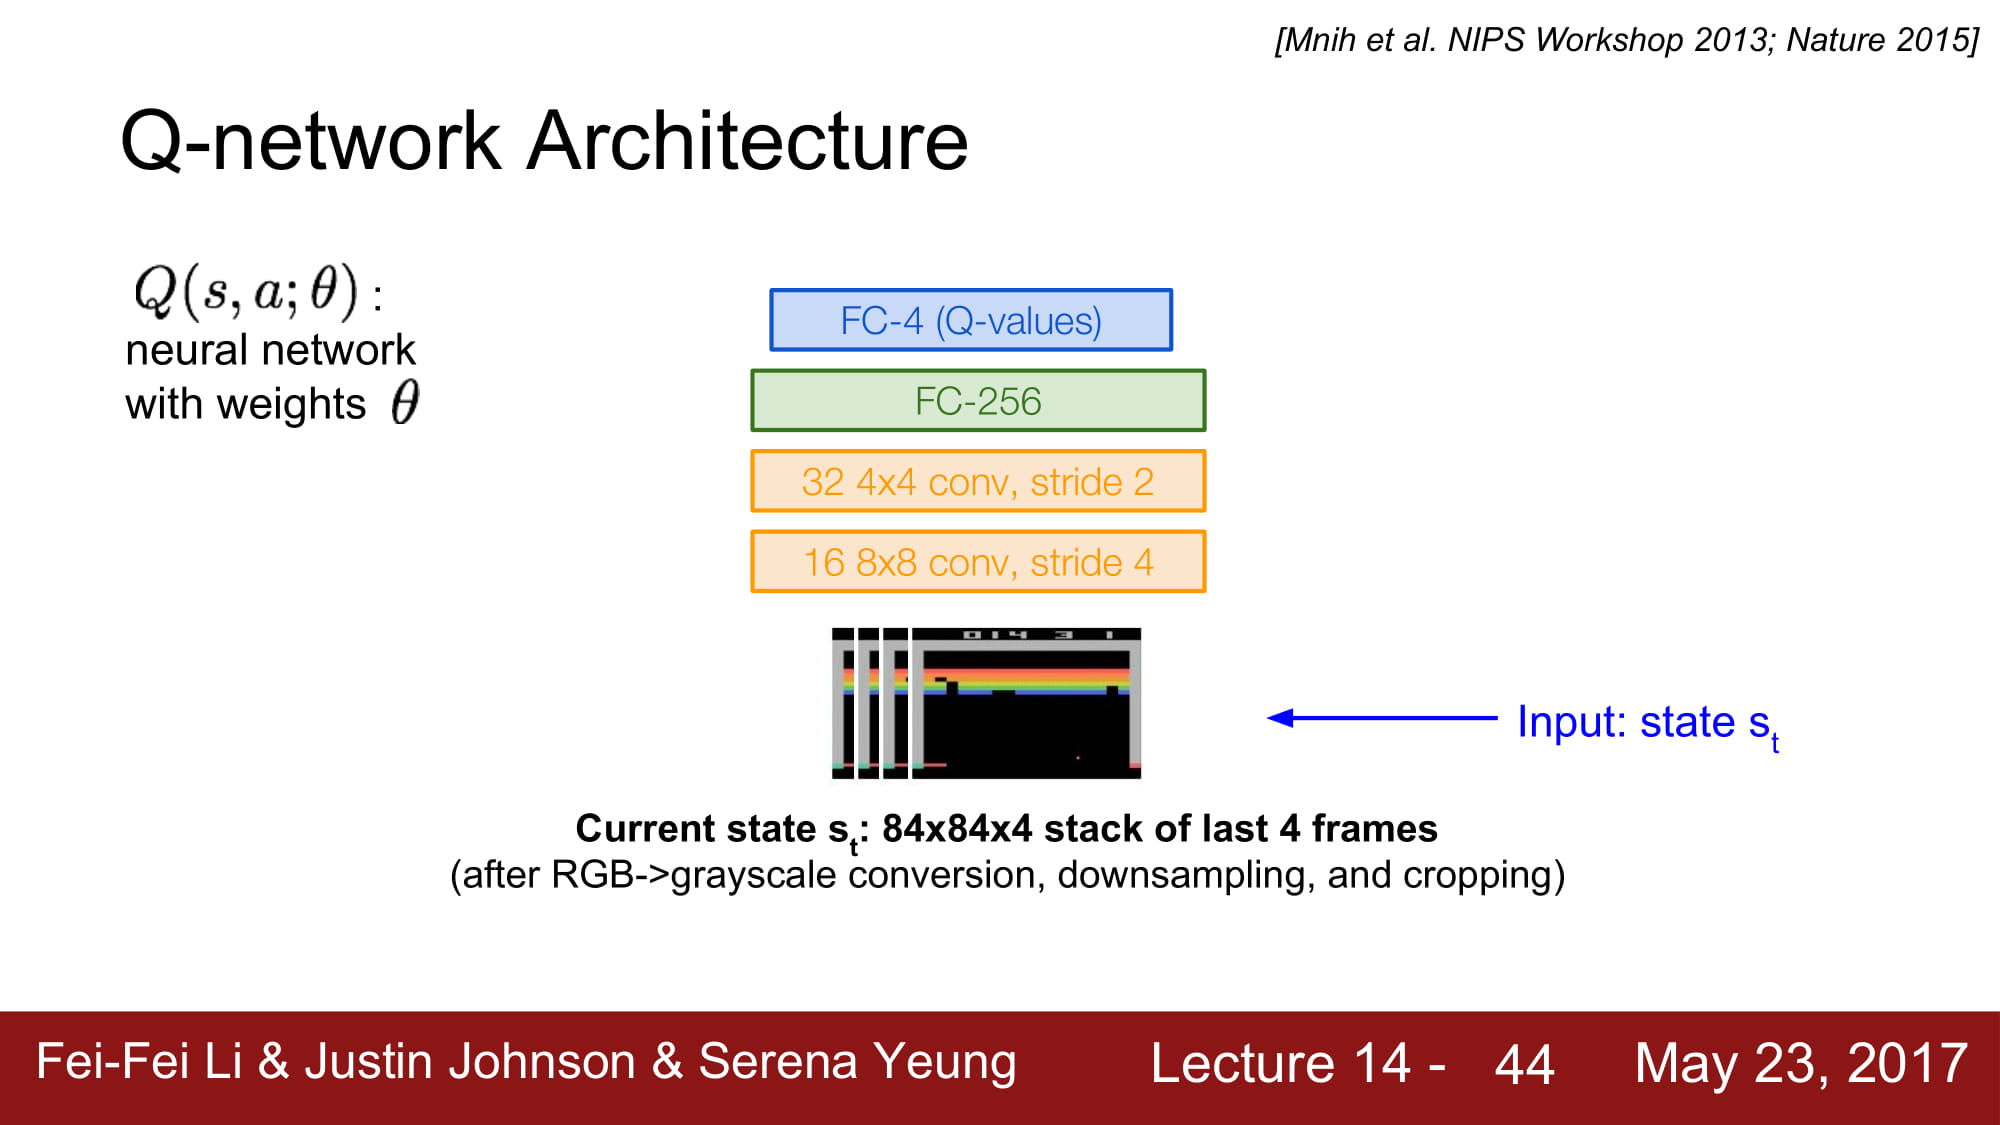 [Mnih et al. NIPS Workshop 2013; Nature 2015]
Q-network Architecture
Q(s, a; θ) :
neural network
with weights θ
FC-4 (Q-values)
FC-256
32 4x4 conv, stride 2
16 8x8 conv, stride 4
014 3 1
Input: state s_t
Current state s_t: 84x84x4 stack of last 4 frames
(after RGB->grayscale conversion, downsampling, and cropping)
Fei-Fei Li & Justin Johnson & Serena Yeung
Lecture 14 - 44
May 23, 2017